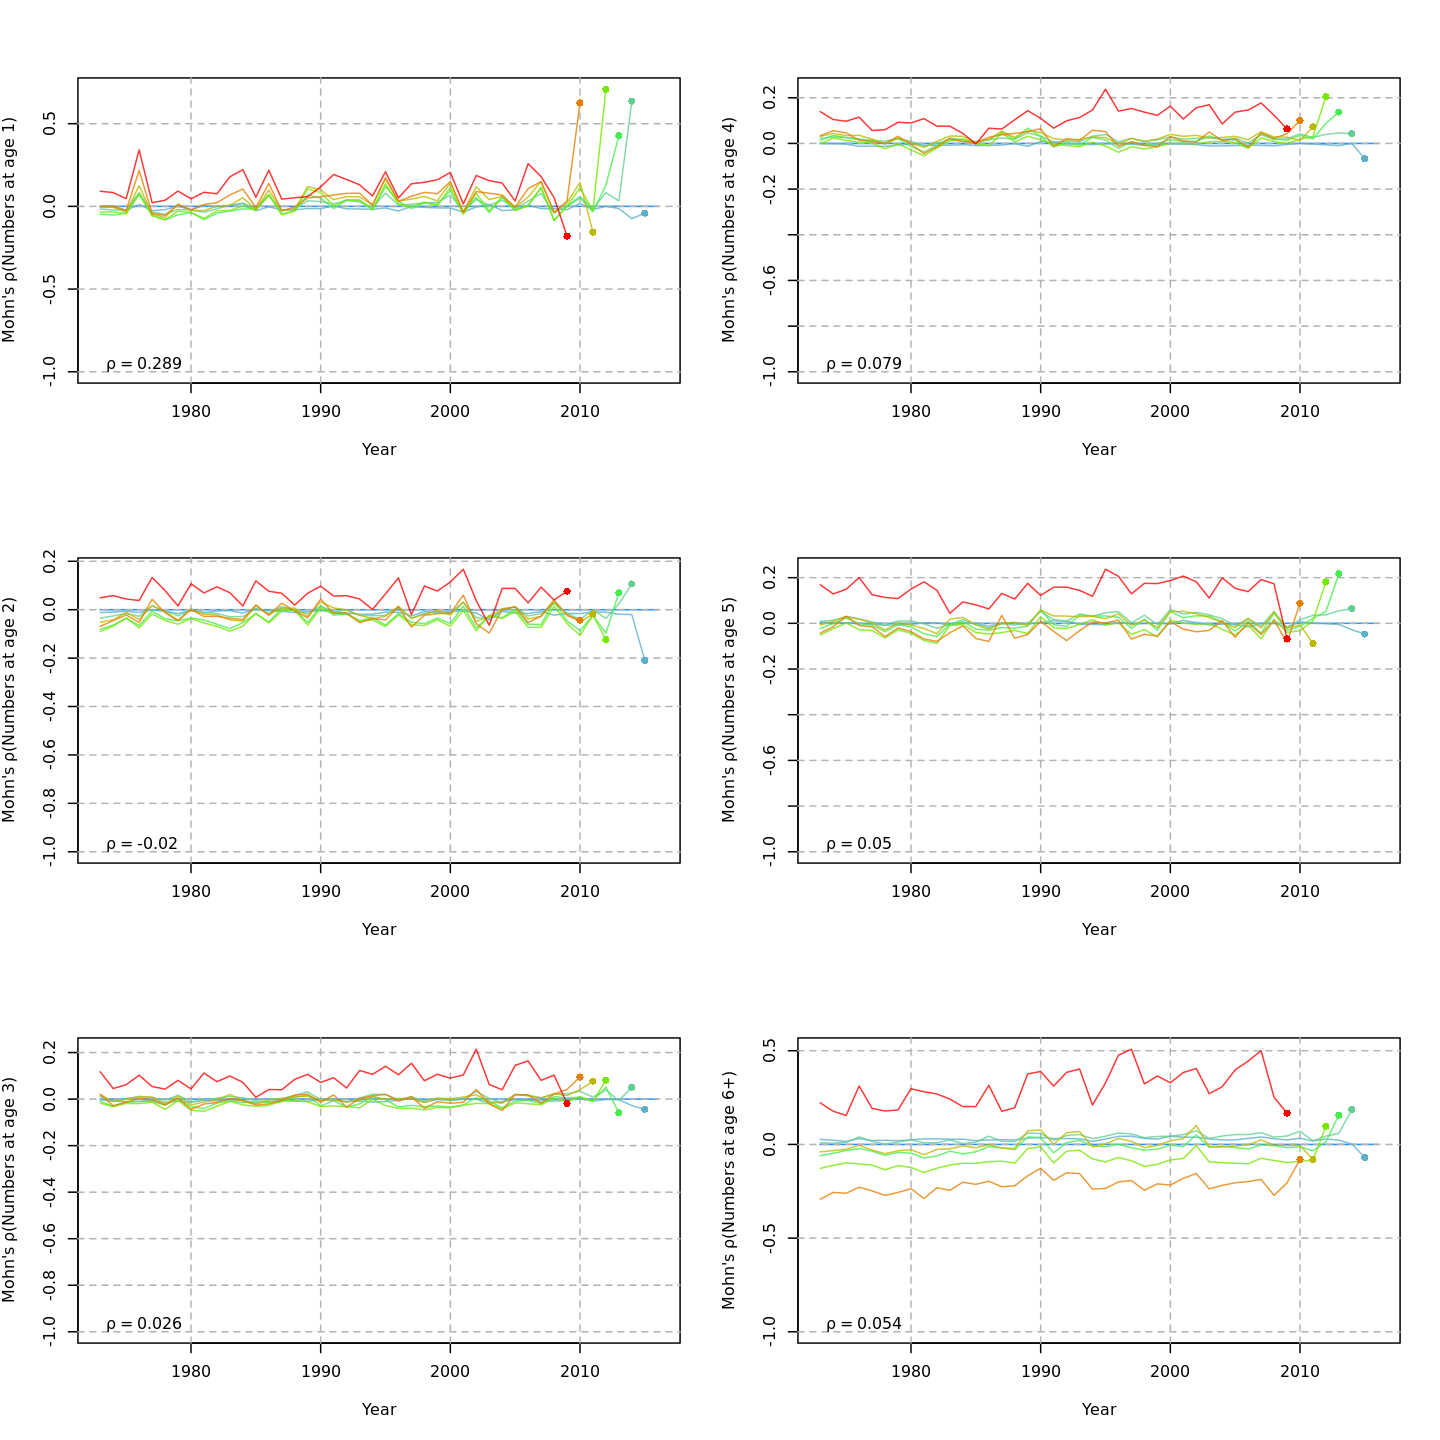 Mohn's ρ(Numbers at age 1)
0.5
0.0
-0.5
-1.0
ρ = 0.289
1980 1990 2000 2010
Year
Mohn's ρ(Numbers at age 4)
0.2
0.0
-0.2
-0.6
-1.0
ρ = 0.079
1980 1990 2000 2010
Year
Mohn's ρ(Numbers at age 2)
0.2
0.0
-0.2
-0.4
-0.6
-0.8
-1.0
ρ = -0.02
1980 1990 2000 2010
Year
Mohn's ρ(Numbers at age 5)
0.2
0.0
-0.2
-0.6
-1.0
ρ = 0.05
1980 1990 2000 2010
Year
Mohn's ρ(Numbers at age 3)
0.2
0.0
-0.2
-0.4
-0.6
-0.8
-1.0
ρ = 0.026
1980 1990 2000 2010
Year
Mohn's ρ(Numbers at age 6+)
0.5
0.0
-0.5
-1.0
ρ = 0.054
1980 1990 2000 2010
Year